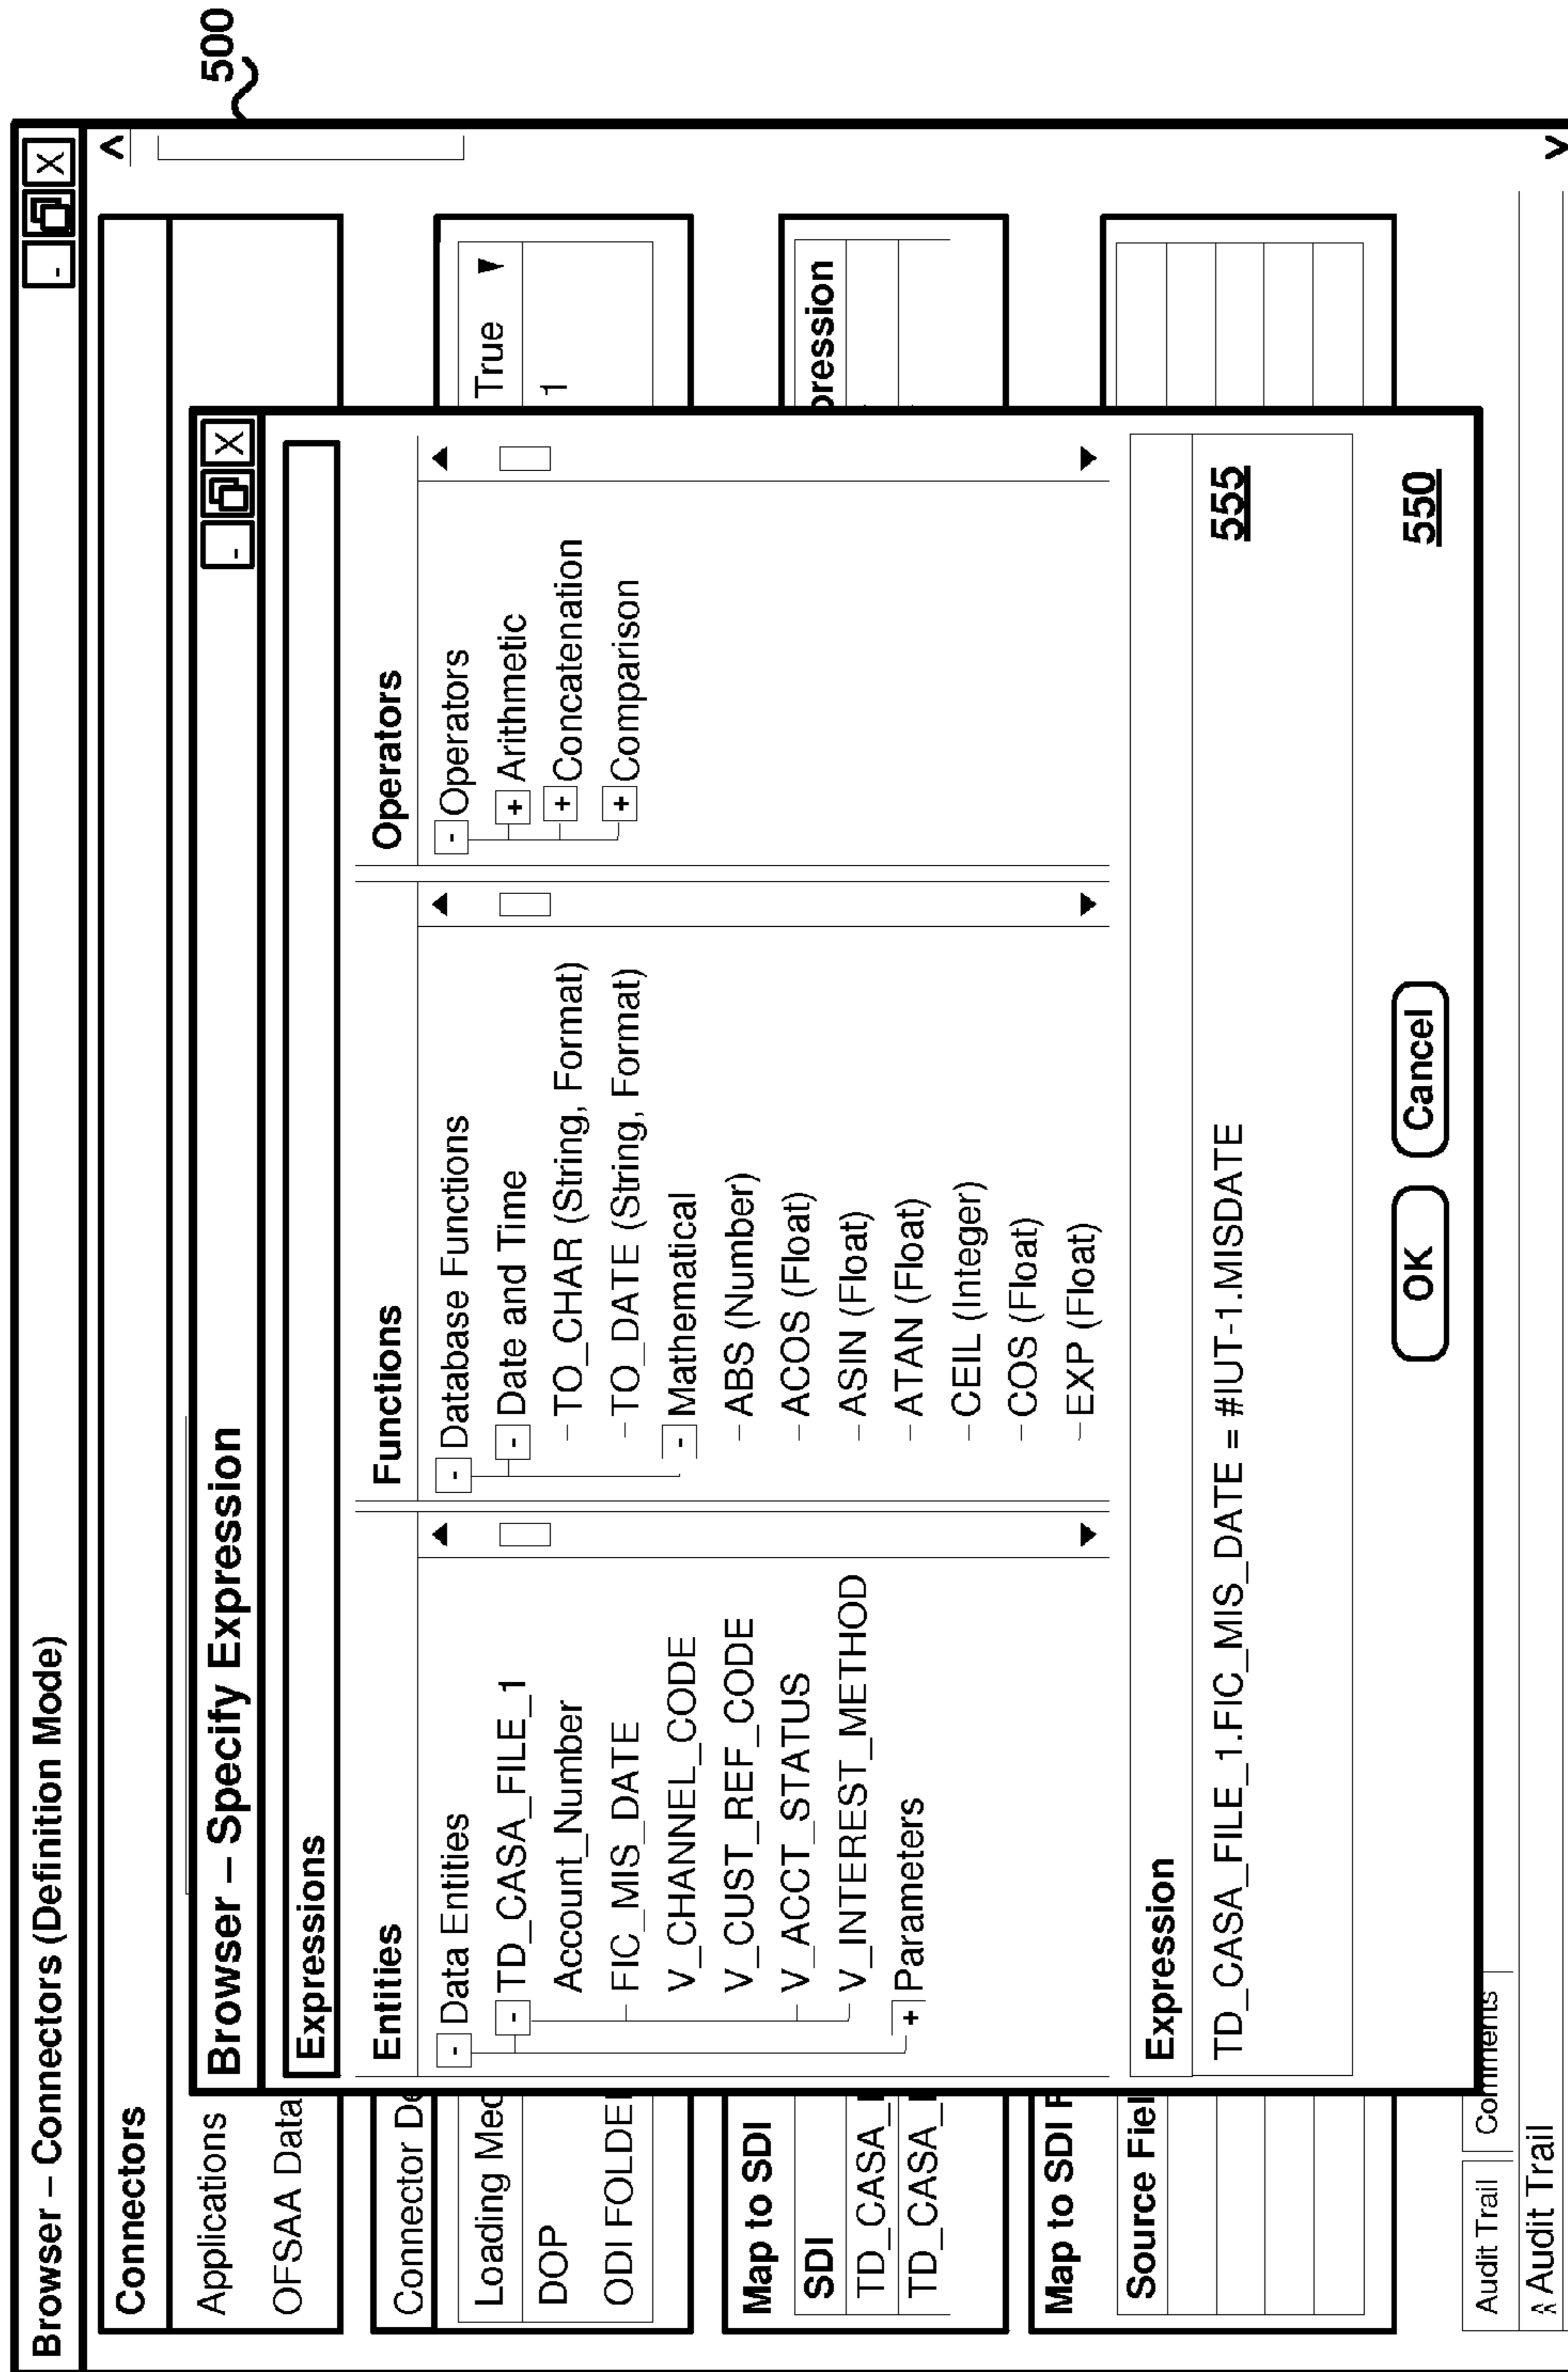 500
Browser – Connectors (Definition Mode)
- X
Connectors
Applications
OFSAA Data
Connector De
Loading Mec
True
DOP
1
ODI FOLDE
Map to SDI
SDI
pression
TD_CASA_
TD_CASA_
Map to SDI F
Source Fiel
Audit Trail
Comments
Audit Trail
Browser – Specify Expression
- X
Expressions
Entities
- Data Entities
- TD_CASA_FILE_1
Account_Number
FIC_MIS_DATE
V_CHANNEL_CODE
V_CUST_REF_CODE
V_ACCT_STATUS
V_INTEREST_METHOD
+ Parameters
Functions
- Database Functions
- Date and Time
TO_CHAR (String, Format)
TO_DATE (String, Format)
- Mathematical
ABS (Number)
ACOS (Float)
ASIN (Float)
ATAN (Float)
CEIL (Integer)
COS (Float)
EXP (Float)
Operators
- Operators
+ Arithmetic
+ Concatenation
+ Comparison
Expression
TD_CASA_FILE_1.FIC_MIS_DATE = #IUT-1.MISDATE
555
OK
Cancel
550